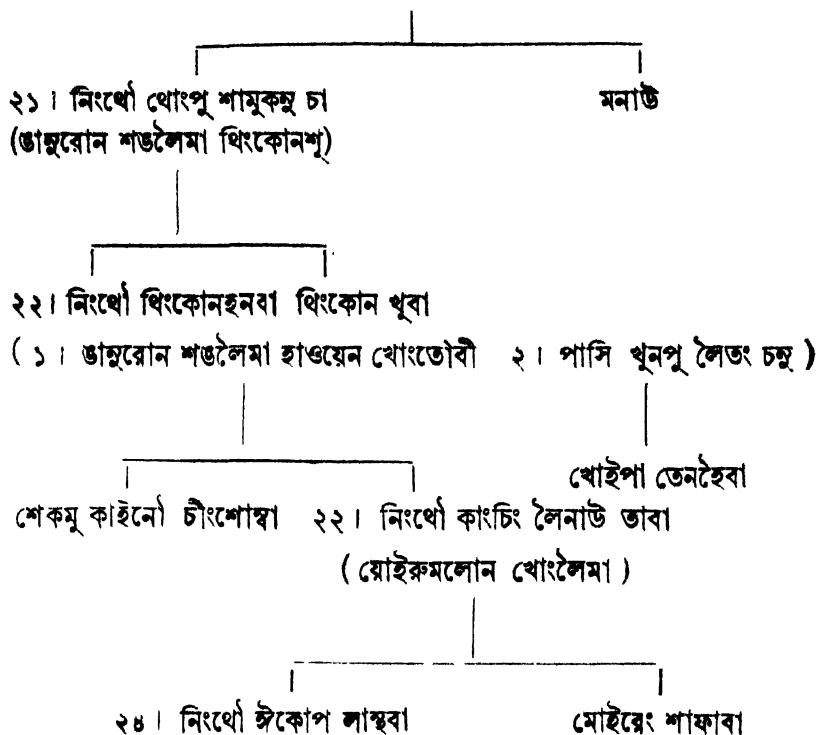 ২১। নিংথৌ থোংপু শামুকম্নু চা মনাউ
(ঙাম্নুরোন শঙলৈমা থিংকোনশূ)
২২। নিংথৌ থিংকোনহনবা থিংকোন খূবা
( ১। ঙাম্নুরোন শঙলৈমা হাওয়েন খোংতৌবী ২। পাসি খূনপু লৈতং চম্নু )
খোইপা তেনহৈবা
শেকমু কাইনৌ চীংশোম্বা ২২। নিংথৌ কাংচিং লৈনাউ তাবা
( য়োইরুমলোন খোংলৈমা )
২৪। নিংথৌ ঈকোপ লান্থবা মোইরেং শাফাবা